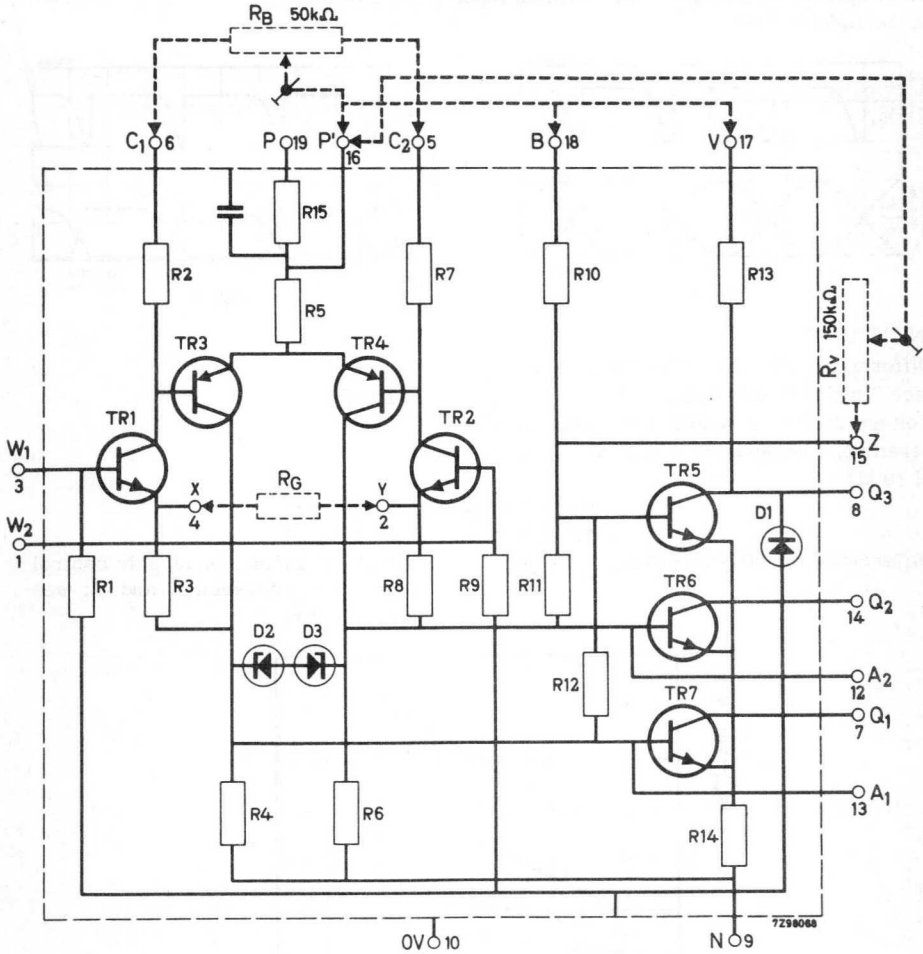 R_B 50kΩ
C₁ 6 P 19 P' 16 C₂ 5 B 18 V 17
R15
R2 R7 R10 R13
R5
R_V 150kΩ
TR3 TR4
TR1 TR2
W₁ 3
Z 15
X 4 R_G Y 2
TR5
Q₃ 8
D1
W₂ 1
R1 R3 R8 R9 R11
TR6
Q₂ 14
D2 D3
R12
A₂ 12
TR7
Q₁ 7
R4 R6
A₁ 13
R14
7Z98068
0V 10 N 9